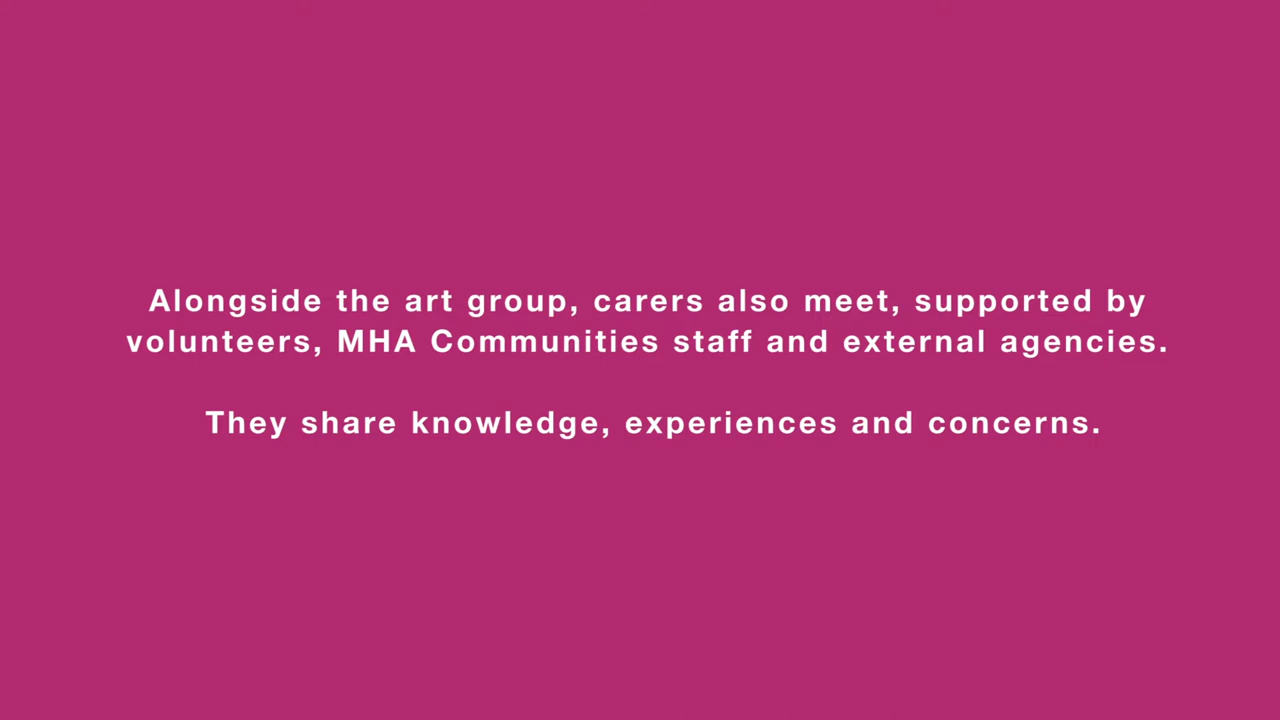 Alongside the art group, carers also meet, supported by
volunteers, MHA Communities staff and external agencies.
They share knowledge, experiences and concerns.